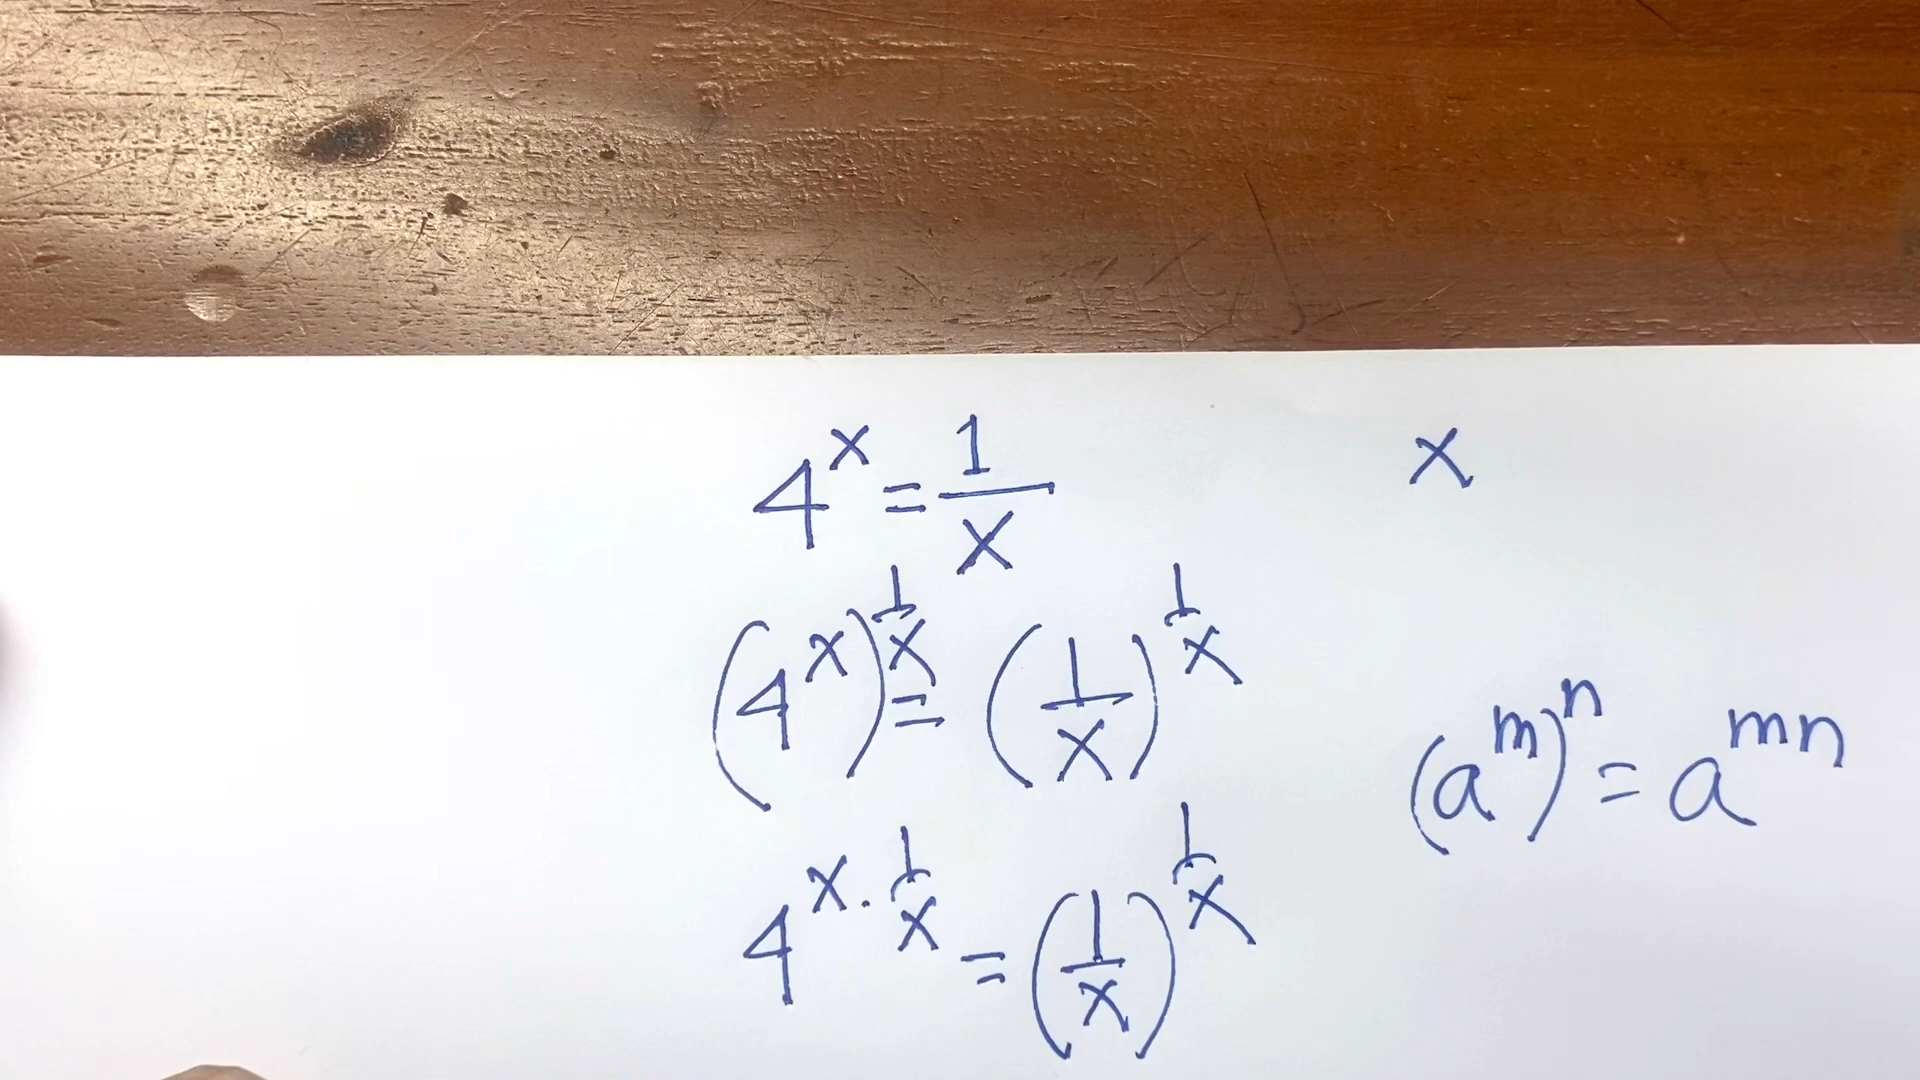 4^x = 1/x
x
(4^x)^(1/x) = (1/x)^(1/x)
(a^m)^n = a^mn
4^(x · 1/x) = (1/x)^(1/x)